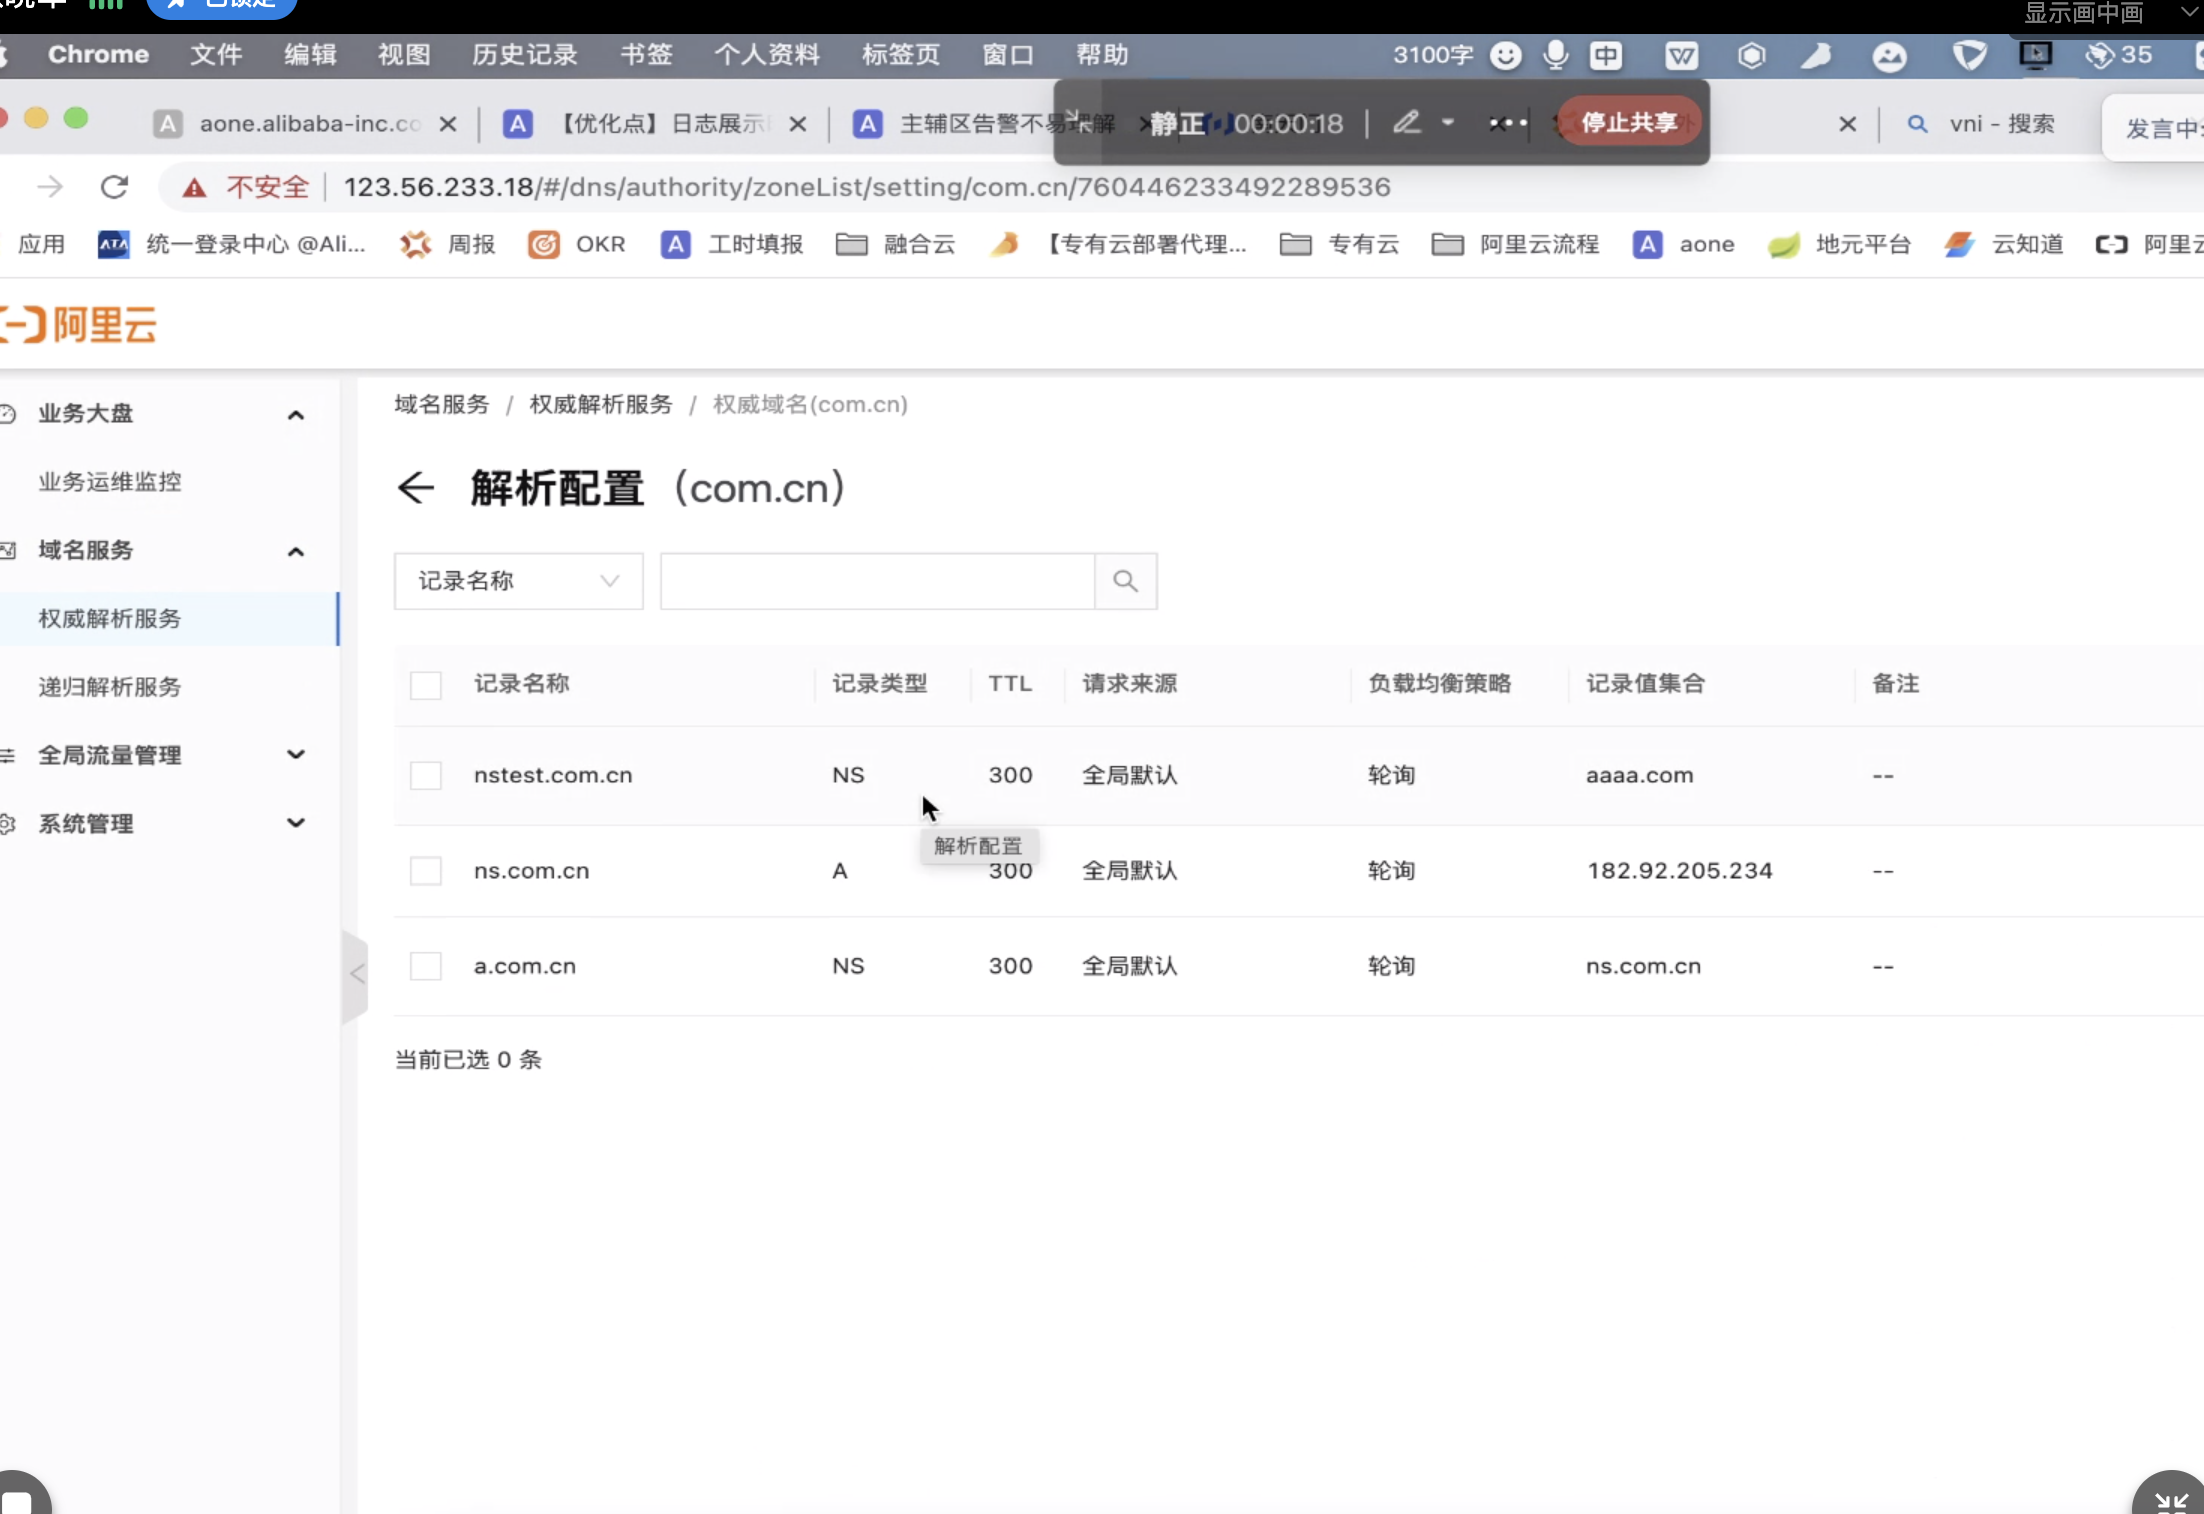 已锁定
显示画中画
Chrome 文件 编辑 视图 历史记录 书签 个人资料 标签页 窗口 帮助 3100字 中 35
aone.alibaba-inc.co 【优化点】日志展示 主辅区告警不易理解 静正 00:00:18 停止共享 vni - 搜索 发言中:
不安全 123.56.233.18/#/dns/authority/zoneList/setting/com.cn/760446233492289536
应用 ATA 统一登录中心 @Ali... 周报 OKR 工时填报 融合云 【专有云部署代理... 专有云 阿里云流程 aone 地元平台 云知道 阿里云
阿里云
业务大盘
业务运维监控
域名服务
权威解析服务
递归解析服务
全局流量管理
系统管理
域名服务 / 权威解析服务 / 权威域名(com.cn)
解析配置 (com.cn)
记录名称
记录名称 记录类型 TTL 请求来源 负载均衡策略 记录值集合 备注
nstest.com.cn NS 300 全局默认 轮询 aaaa.com --
解析配置
ns.com.cn A 300 全局默认 轮询 182.92.205.234 --
a.com.cn NS 300 全局默认 轮询 ns.com.cn --
当前已选 0 条